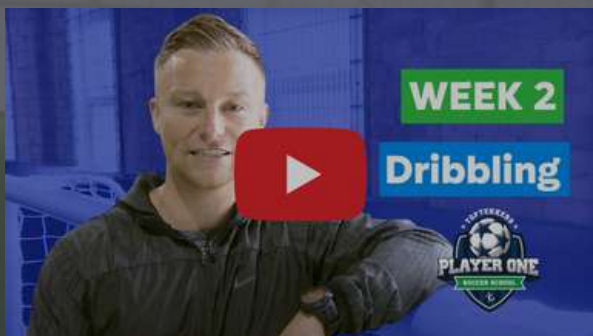 WEEK 2
Dribbling
TOPTEKKERS
PLAYER ONE
SOCCER SCHOOL